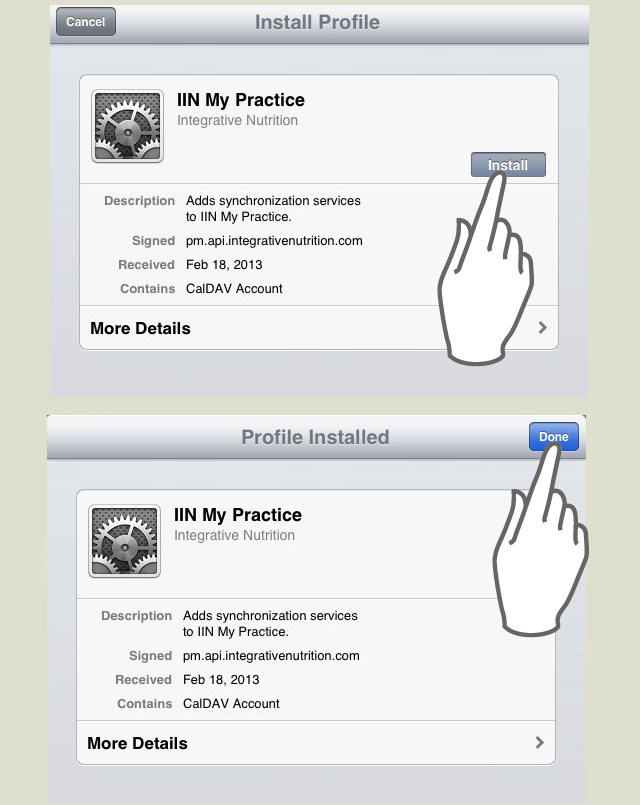 Cancel
Install Profile
IIN My Practice
Integrative Nutrition
Install
Description Adds synchronization services
to IIN My Practice.
Signed pm.api.integrativenutrition.com
Received Feb 18, 2013
Contains CalDAV Account
More Details
Profile Installed
Done
IIN My Practice
Integrative Nutrition
Description Adds synchronization services
to IIN My Practice.
Signed pm.api.integrativenutrition.com
Received Feb 18, 2013
Contains CalDAV Account
More Details